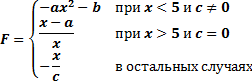 F = { −ax² − b при x < 5 и c ≠ 0
(x − a)/x при x > 5 и c = 0
−x/c в остальных случаях